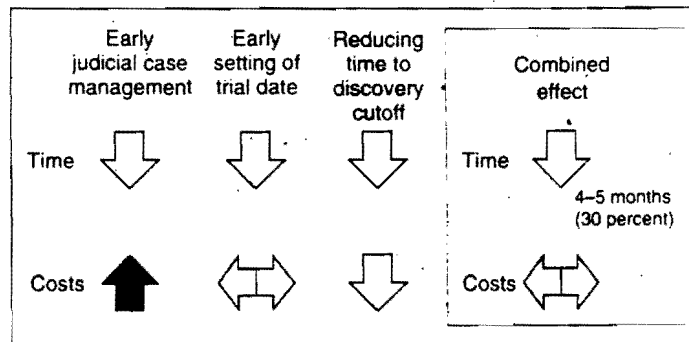 Early
judicial case
management
Early
setting of
trial date
Reducing
time to
discovery
cutoff
Combined
effect
Time
Time
4–5 months
(30 percent)
Costs
Costs